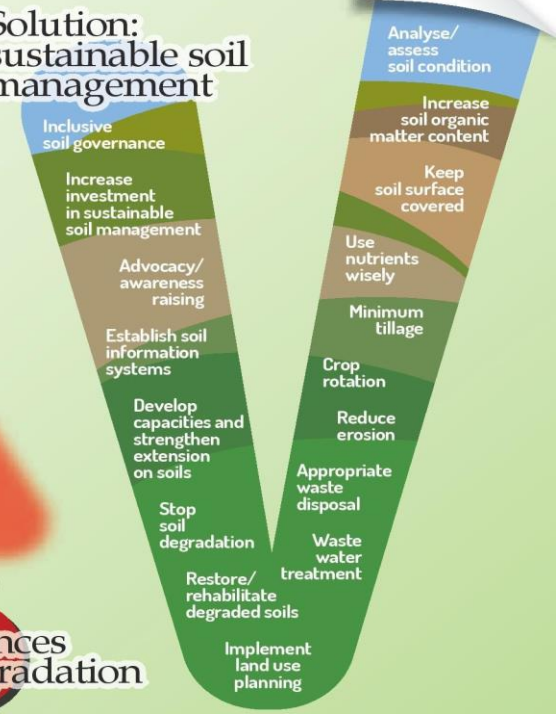 Solution:
sustainable soil
management
Inclusive
soil governance
Increase
investment
in sustainable
soil management
Advocacy/
awareness
raising
Establish soil
information
systems
Develop
capacities and
strengthen
extension
on soils
Stop
soil
degradation
Restore/
rehabilitate
degraded soils
Implement
land use
planning
Analyse/
assess
soil condition
Increase
soil organic
matter content
Keep
soil surface
covered
Use
nutrients
wisely
Minimum
tillage
Crop
rotation
Reduce
erosion
Appropriate
waste
disposal
Waste
water
treatment
nces
radation